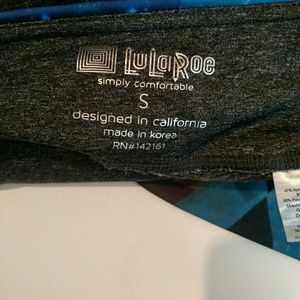 LuLaRoe
simply comfortable
S
designed in california
made in korea
RN#142161